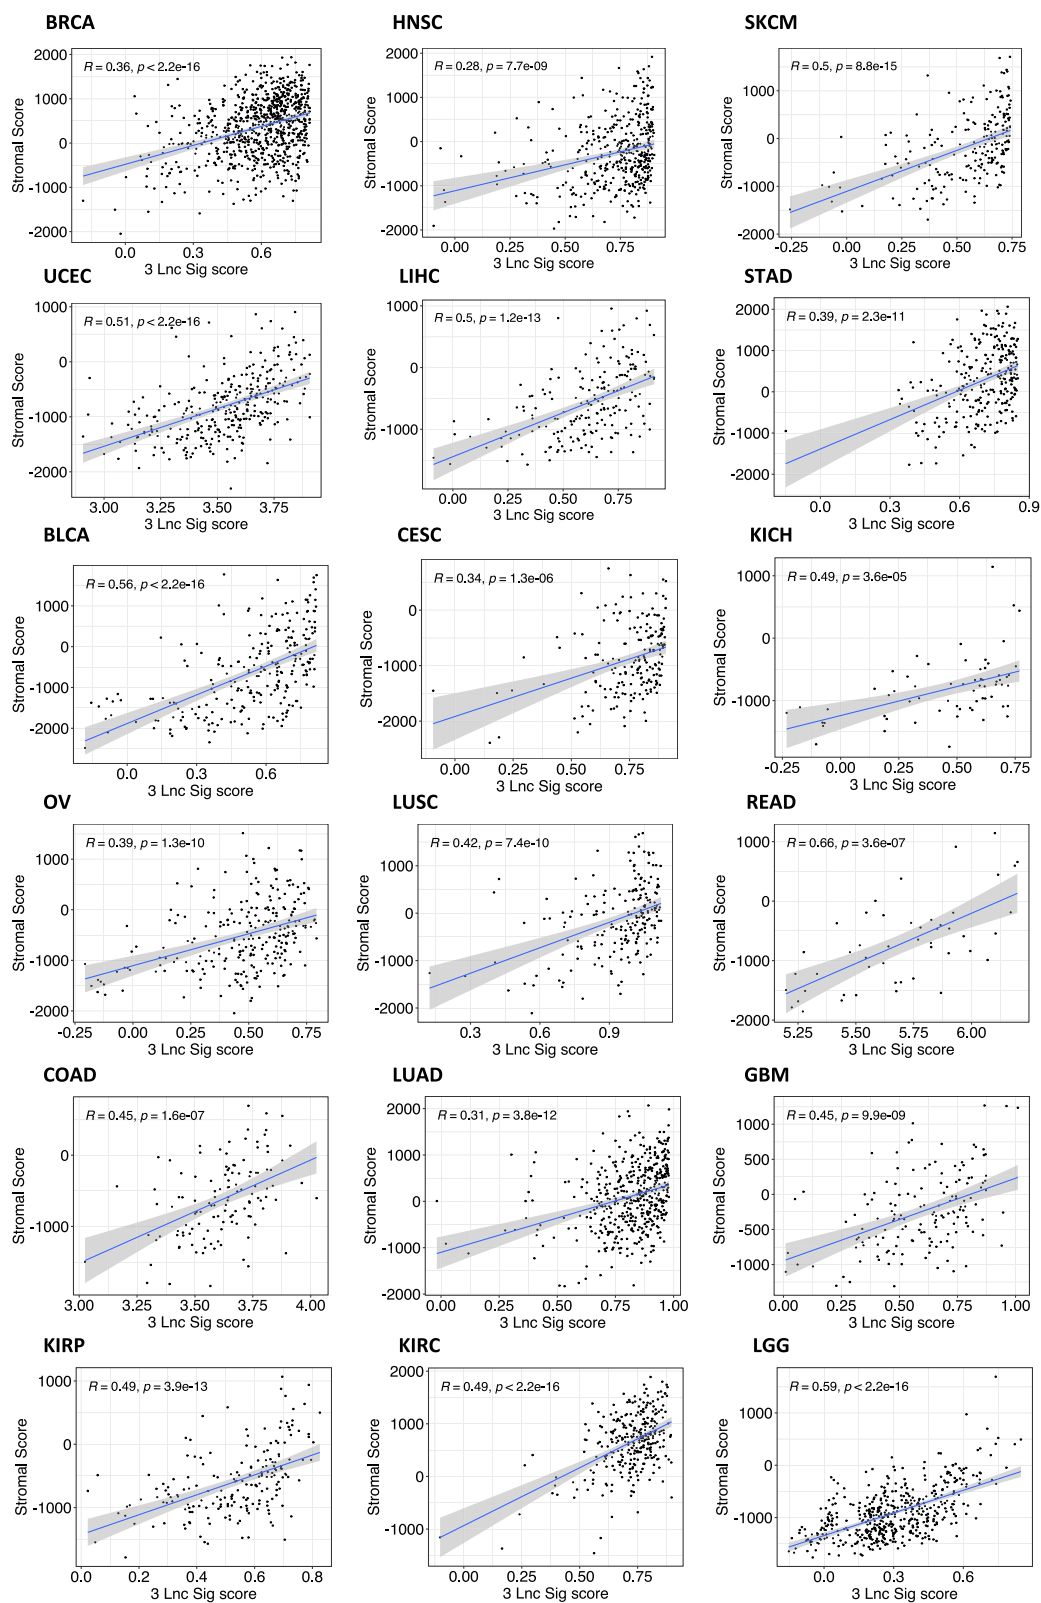 BRCA
R = 0.36, p < 2.2e-16
Stromal Score
2000
1000
0
-1000
-2000
0.0 0.3 0.6
3 Lnc Sig score
HNSC
R = 0.28, p = 7.7e-09
Stromal Score
2000
1000
0
-1000
-2000
0.00 0.25 0.50 0.75
3 Lnc Sig score
SKCM
R = 0.5, p = 8.8e-15
Stromal Score
1000
0
-1000
-2000
-0.25 0.00 0.25 0.50 0.75
3 Lnc Sig score
UCEC
R = 0.51, p < 2.2e-16
Stromal Score
1000
0
-1000
-2000
3.00 3.25 3.50 3.75
3 Lnc Sig score
LIHC
R = 0.5, p = 1.2e-13
Stromal Score
1000
0
-1000
0.00 0.25 0.50 0.75
3 Lnc Sig score
STAD
R = 0.39, p = 2.3e-11
Stromal Score
2000
1000
0
-1000
-2000
0.0 0.3 0.6 0.9
3 Lnc Sig score
BLCA
R = 0.56, p < 2.2e-16
Stromal Score
1000
0
-1000
-2000
0.0 0.3 0.6
3 Lnc Sig score
CESC
R = 0.34, p = 1.3e-06
Stromal Score
0
-1000
-2000
0.00 0.25 0.50 0.75
3 Lnc Sig score
KICH
R = 0.49, p = 3.6e-05
Stromal Score
1000
0
-1000
-0.25 0.00 0.25 0.50 0.75
3 Lnc Sig score
OV
R = 0.39, p = 1.3e-10
Stromal Score
1000
0
-1000
-2000
-0.25 0.00 0.25 0.50 0.75
3 Lnc Sig score
LUSC
R = 0.42, p = 7.4e-10
Stromal Score
1000
0
-1000
-2000
0.3 0.6 0.9
3 Lnc Sig score
READ
R = 0.66, p = 3.6e-07
Stromal Score
1000
0
-1000
-2000
5.25 5.50 5.75 6.00
3 Lnc Sig score
COAD
R = 0.45, p = 1.6e-07
Stromal Score
0
-1000
3.00 3.25 3.50 3.75 4.00
3 Lnc Sig score
LUAD
R = 0.31, p = 3.8e-12
Stromal Score
2000
1000
0
-1000
-2000
0.00 0.25 0.50 0.75 1.00
3 Lnc Sig score
GBM
R = 0.45, p = 9.9e-09
Stromal Score
1000
500
0
-500
-1000
0.00 0.25 0.50 0.75 1.00
3 Lnc Sig score
KIRP
R = 0.49, p = 3.9e-13
Stromal Score
1000
0
-1000
0.0 0.2 0.4 0.6 0.8
3 Lnc Sig score
KIRC
R = 0.49, p < 2.2e-16
Stromal Score
2000
1000
0
-1000
0.00 0.25 0.50 0.75
3 Lnc Sig score
LGG
R = 0.59, p < 2.2e-16
Stromal Score
1000
0
-1000
0.0 0.3 0.6
3 Lnc Sig score